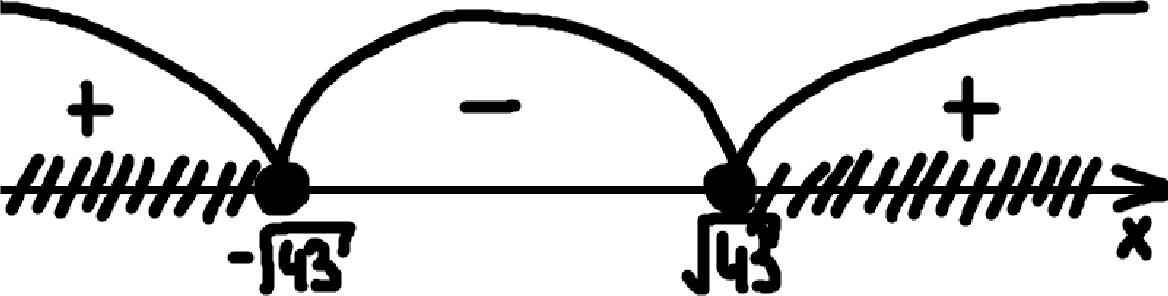 + − +
-√43 √43 x